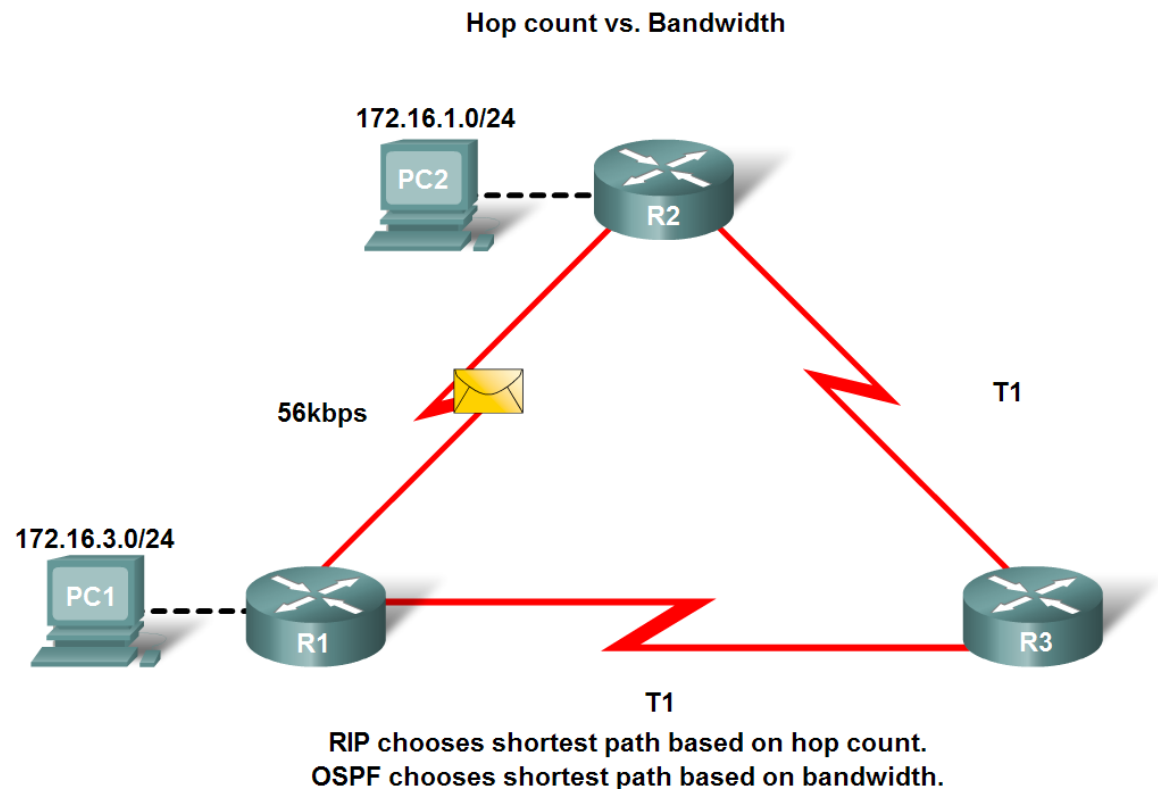 Hop count vs. Bandwidth
172.16.1.0/24
PC2
R2
56kbps
T1
172.16.3.0/24
PC1
R1
R3
T1
RIP chooses shortest path based on hop count.
OSPF chooses shortest path based on bandwidth.